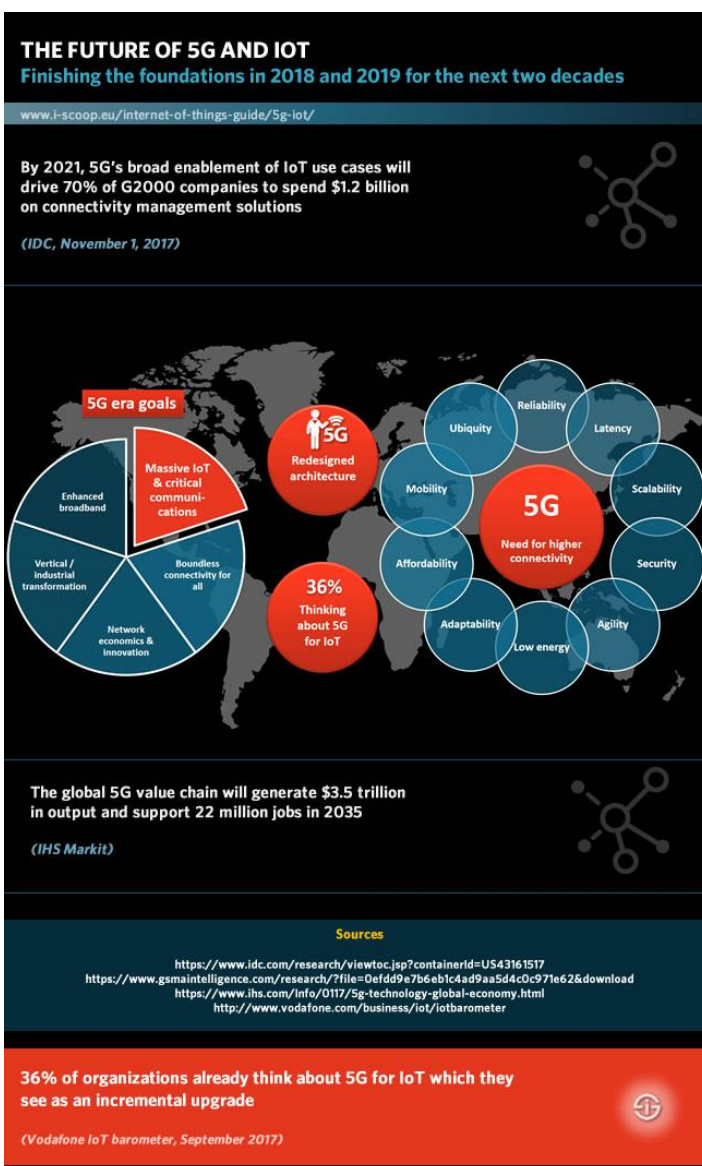 THE FUTURE OF 5G AND IOT
Finishing the foundations in 2018 and 2019 for the next two decades
www.i-scoop.eu/internet-of-things-guide/5g-iot/
By 2021, 5G's broad enablement of IoT use cases will
drive 70% of G2000 companies to spend $1.2 billion
on connectivity management solutions
(IDC, November 1, 2017)
5G era goals
Massive IoT
& critical
communi-
cations
Enhanced
broadband
Vertical /
industrial
transformation
Boundless
connectivity for
all
Network
economics &
innovation
5G
Redesigned
architecture
36%
Thinking
about 5G
for IoT
Reliability
Ubiquity
Latency
Mobility
Scalability
5G
Need for higher
connectivity
Affordability
Security
Adaptability
Agility
Low energy
The global 5G value chain will generate $3.5 trillion
in output and support 22 million jobs in 2035
(IHS Markit)
Sources
https://www.idc.com/research/viewtoc.jsp?containerId=US43161517
https://www.gsmaintelligence.com/research/?file=0efdd9e7b6eb1c4ad9aa5d4c0c971e62&download
https://www.ihs.com/Info/0117/5g-technology-global-economy.html
http://www.vodafone.com/business/iot/iotbarometer
36% of organizations already think about 5G for IoT which they
see as an incremental upgrade
(Vodafone IoT barometer, September 2017)